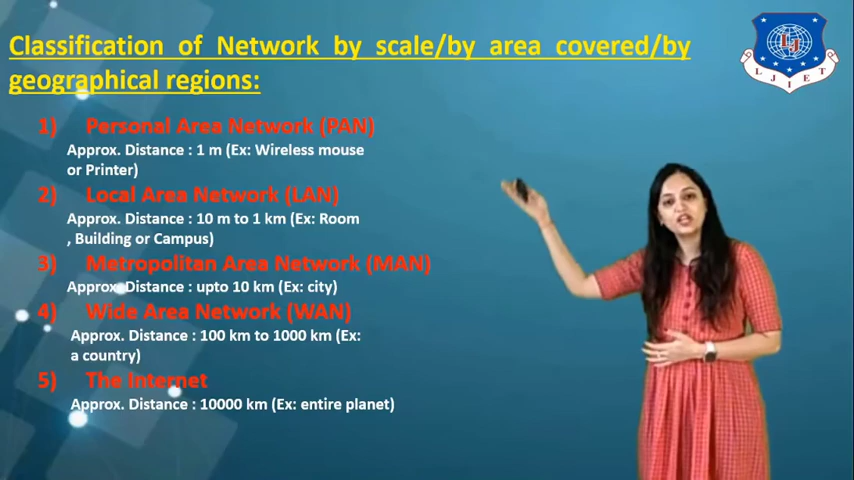 Classification of Network by scale/by area covered/by
geographical regions:
1) Personal Area Network (PAN)
Approx. Distance : 1 m (Ex: Wireless mouse
or Printer)
2) Local Area Network (LAN)
Approx. Distance : 10 m to 1 km (Ex: Room
, Building or Campus)
3) Metropolitan Area Network (MAN)
Approx. Distance : upto 10 km (Ex: city)
4) Wide Area Network (WAN)
Approx. Distance : 100 km to 1000 km (Ex:
a country)
5) The Internet
Approx. Distance : 10000 km (Ex: entire planet)
LJ
LJIET